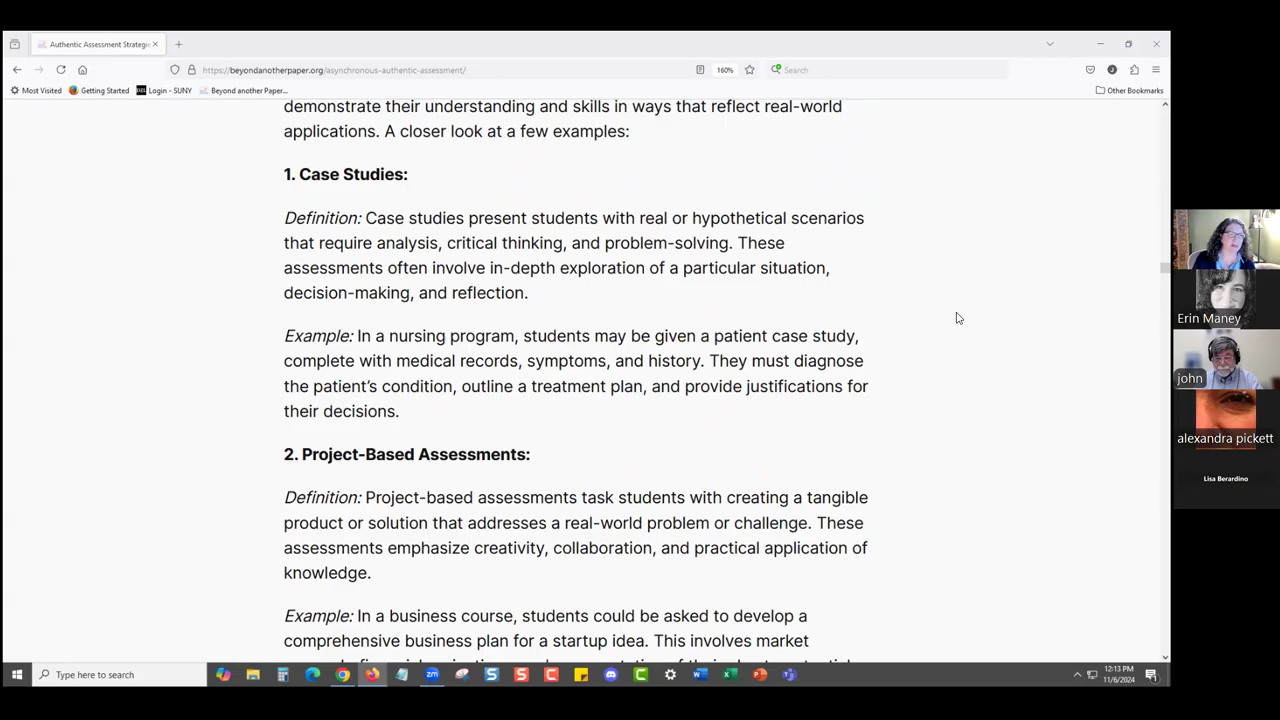 Authentic Assessment Strategi
https://beyondanotherpaper.org/asynchronous-authentic-assessment/
160%
Search
Most Visited
Getting Started
Login - SUNY
Beyond another Paper...
Other Bookmarks
demonstrate their understanding and skills in ways that reflect real-world
applications. A closer look at a few examples:
1. Case Studies:
Definition: Case studies present students with real or hypothetical scenarios
that require analysis, critical thinking, and problem-solving. These
assessments often involve in-depth exploration of a particular situation,
decision-making, and reflection.
Example: In a nursing program, students may be given a patient case study,
complete with medical records, symptoms, and history. They must diagnose
the patient's condition, outline a treatment plan, and provide justifications for
their decisions.
2. Project-Based Assessments:
Definition: Project-based assessments task students with creating a tangible
product or solution that addresses a real-world problem or challenge. These
assessments emphasize creativity, collaboration, and practical application of
knowledge.
Example: In a business course, students could be asked to develop a
comprehensive business plan for a startup idea. This involves market
Erin Maney
john
alexandra pickett
Lisa Berardino
Type here to search
zm
12:13 PM
11/6/2024